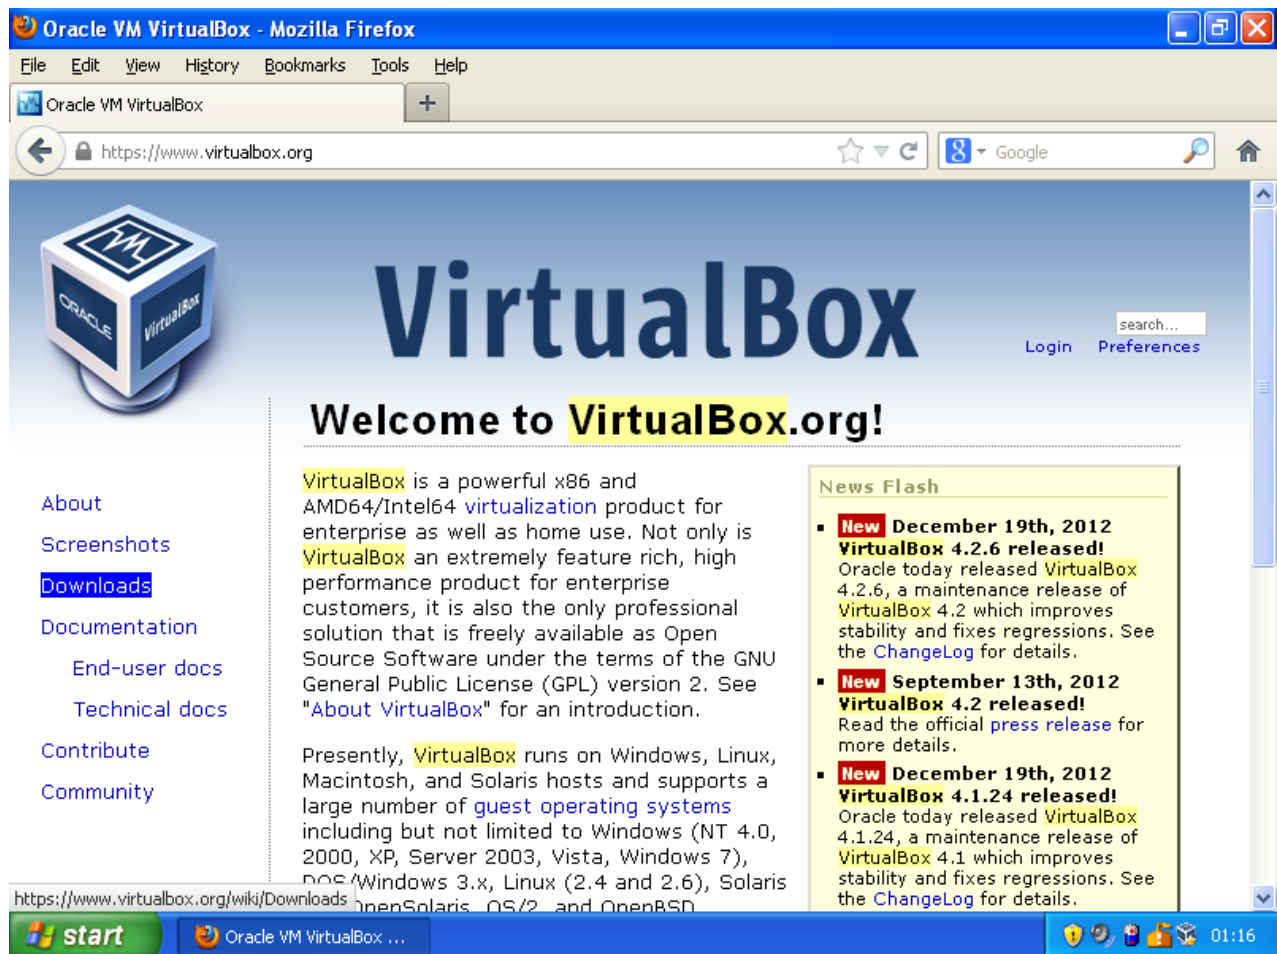 Oracle VM VirtualBox - Mozilla Firefox
File Edit View History Bookmarks Tools Help
Oracle VM VirtualBox
https://www.virtualbox.org
Google
ORACLE
VirtualBox
VirtualBox
search...
Login Preferences
Welcome to VirtualBox.org!
About
Screenshots
Downloads
Documentation
End-user docs
Technical docs
Contribute
Community
VirtualBox is a powerful x86 and
AMD64/Intel64 virtualization product for
enterprise as well as home use. Not only is
VirtualBox an extremely feature rich, high
performance product for enterprise
customers, it is also the only professional
solution that is freely available as Open
Source Software under the terms of the GNU
General Public License (GPL) version 2. See
"About VirtualBox" for an introduction.
Presently, VirtualBox runs on Windows, Linux,
Macintosh, and Solaris hosts and supports a
large number of guest operating systems
including but not limited to Windows (NT 4.0,
2000, XP, Server 2003, Vista, Windows 7),
DOS/Windows 3.x, Linux (2.4 and 2.6), Solaris
OpenSolaris, OS/2, and OpenBSD
News Flash
New December 19th, 2012
VirtualBox 4.2.6 released!
Oracle today released VirtualBox
4.2.6, a maintenance release of
VirtualBox 4.2 which improves
stability and fixes regressions. See
the ChangeLog for details.
New September 13th, 2012
VirtualBox 4.2 released!
Read the official press release for
more details.
New December 19th, 2012
VirtualBox 4.1.24 released!
Oracle today released VirtualBox
4.1.24, a maintenance release of
VirtualBox 4.1 which improves
stability and fixes regressions. See
the ChangeLog for details.
https://www.virtualbox.org/wiki/Downloads
start
Oracle VM VirtualBox ...
01:16